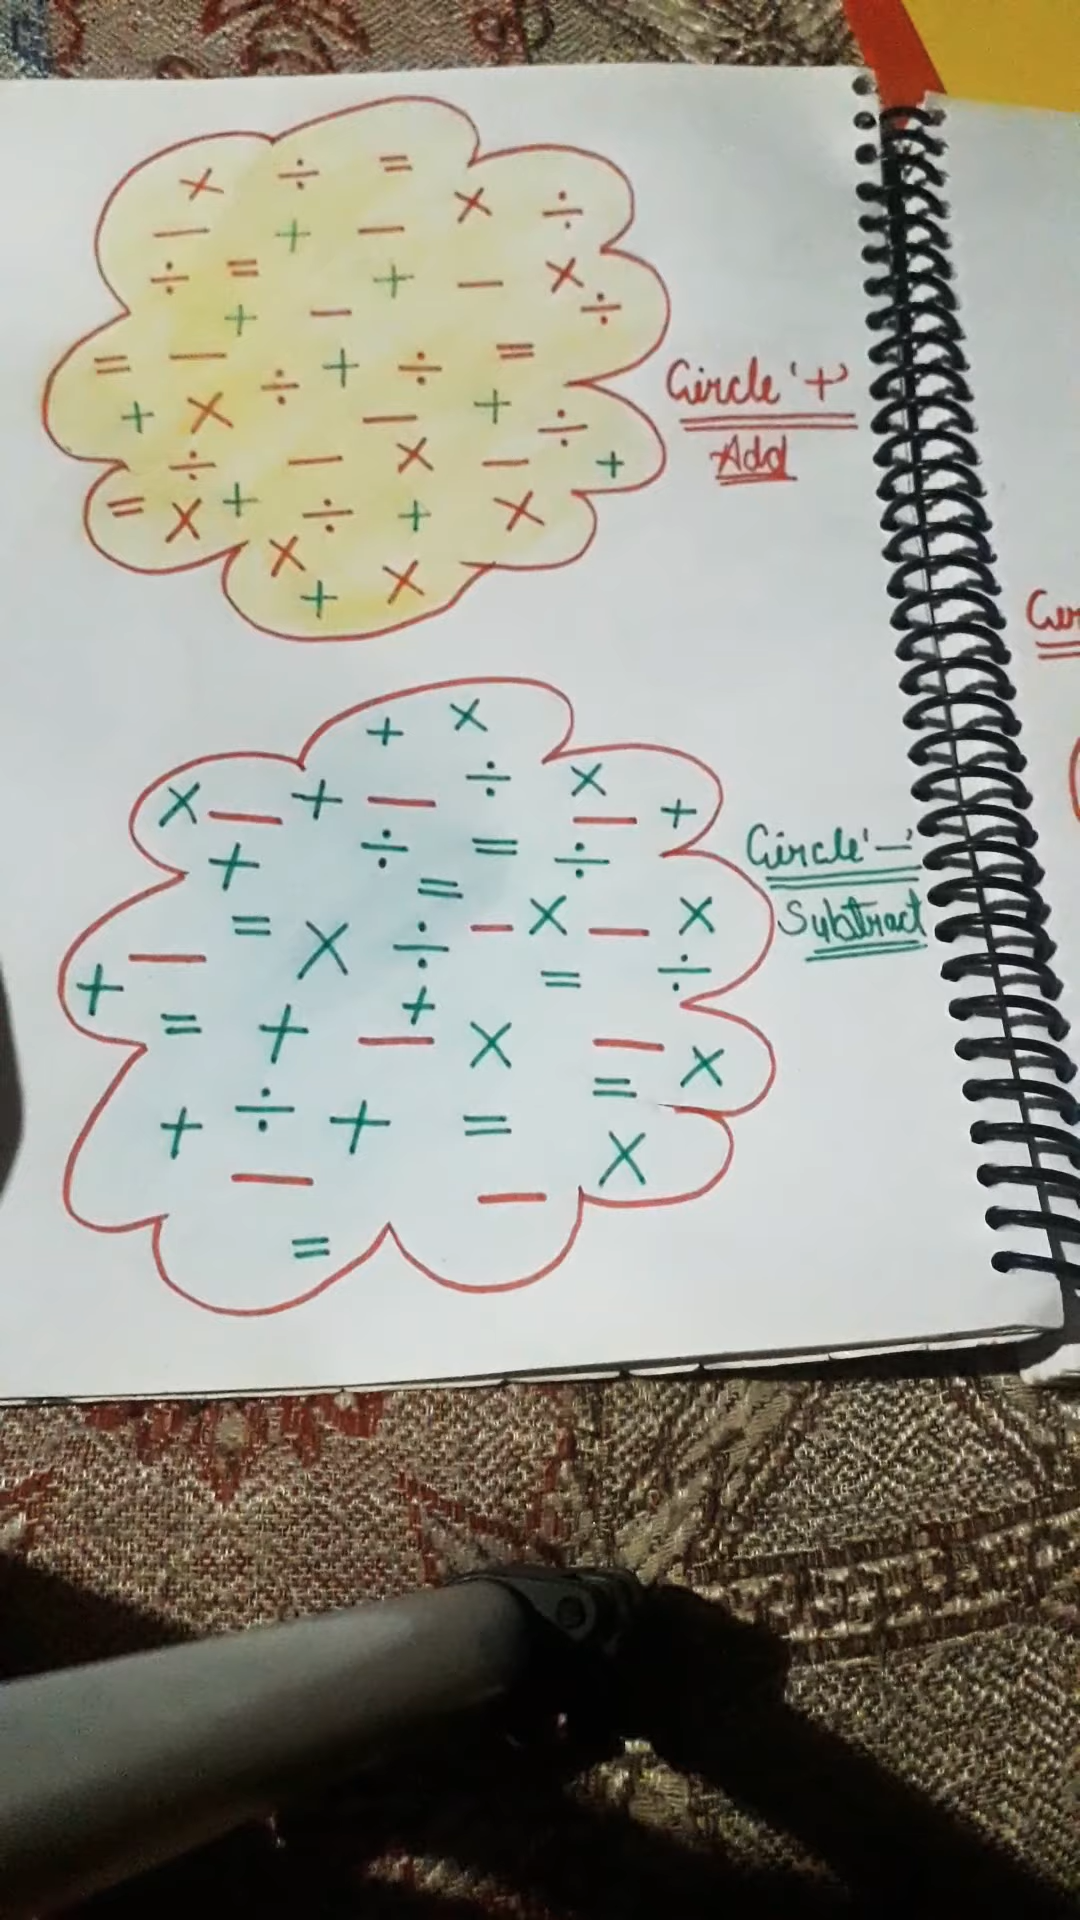 × ÷ =
× ÷
− + −
÷ = + − ×
+ − ÷
= − ÷ + ÷ =
+ × − + ÷
÷ − × − +
= × + ÷ + ×
× + ×
Circle '+'
Add
+ ×
÷ ×
× − + − − +
+ ÷ = ÷
=
= × ÷ − × − ×
− = ÷
+ +
= + − × − ×
=
+ ÷ + =
×
− −
=
Circle '−'
Subtract